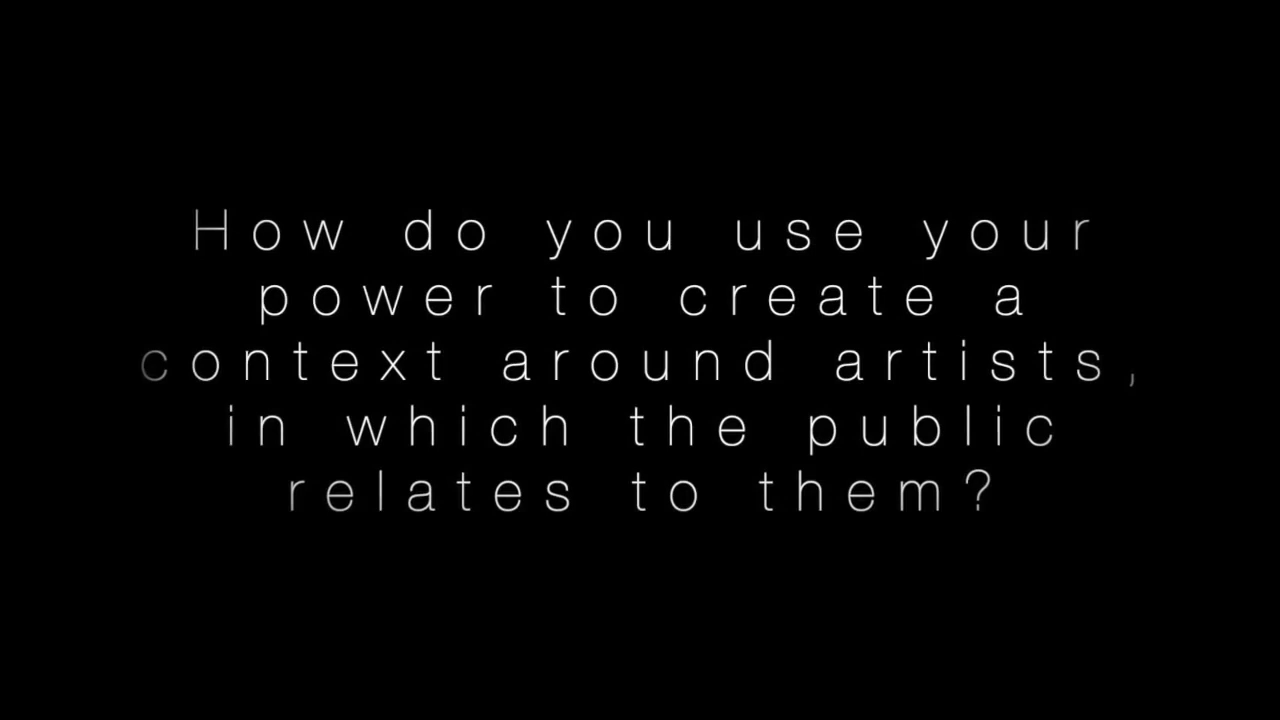 How do you use your
power to create a
context around artists,
in which the public
relates to them?